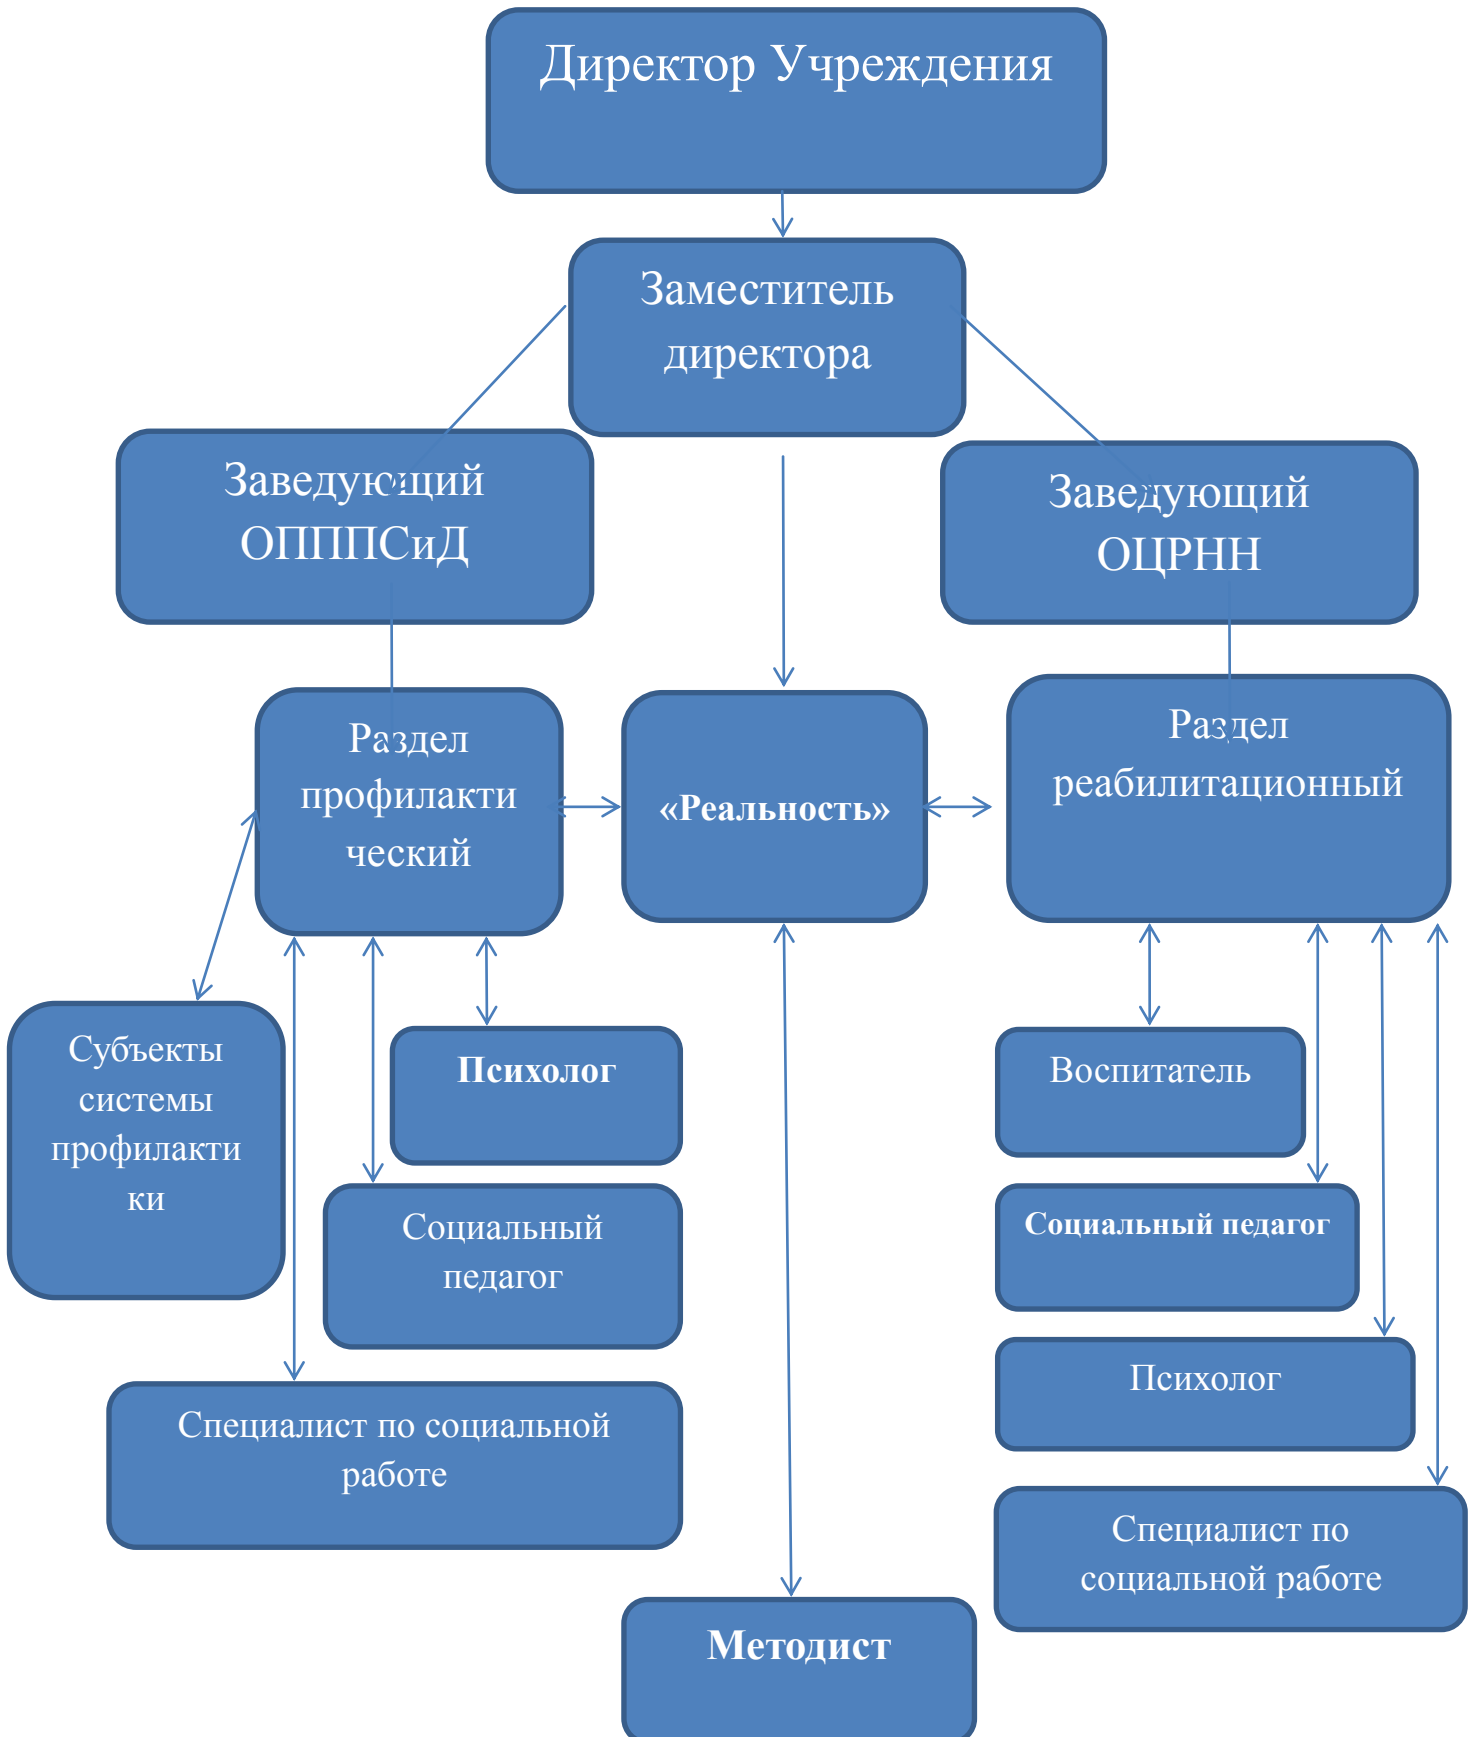 Директор Учреждения
Заместитель
директора
Заведующий
ОПППСиД
Заведующий
ОЦРНН
Раздел
профилакти
ческий
«Реальность»
Раздел
реабилитационный
Субъекты
системы
профилакти
ки
Психолог
Социальный
педагог
Специалист по социальной
работе
Воспитатель
Социальный педагог
Психолог
Специалист по
социальной работе
Методист